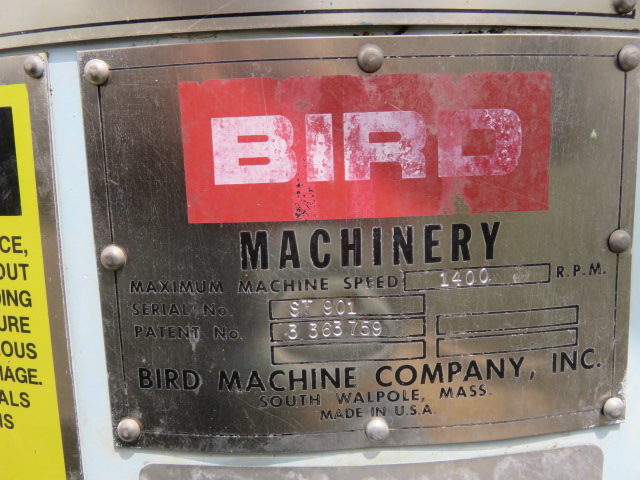 BIRD
MACHINERY
MAXIMUM MACHINE SPEED 1400 R.P.M.
SERIAL No. ST 901
PATENT No. 3 363 759
BIRD MACHINE COMPANY, INC.
SOUTH WALPOLE, MASS.
MADE IN U.S.A.
CE,
OUT
DING
URE
OUS
IAGE.
ALS
IS